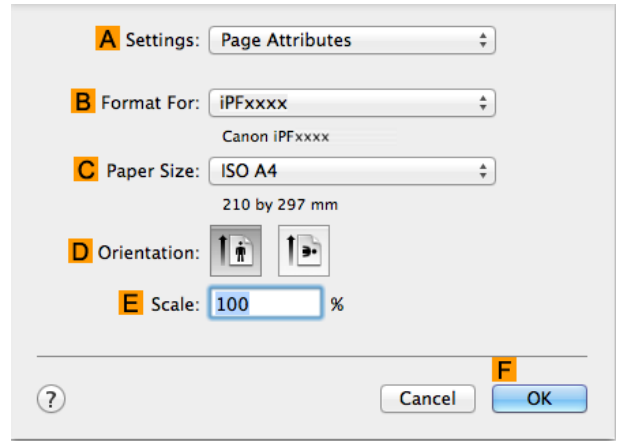 A Settings: Page Attributes
B Format For: iPFxxxx
Canon iPFxxxx
C Paper Size: ISO A4
210 by 297 mm
D Orientation:
E Scale: 100 %
F
? Cancel OK